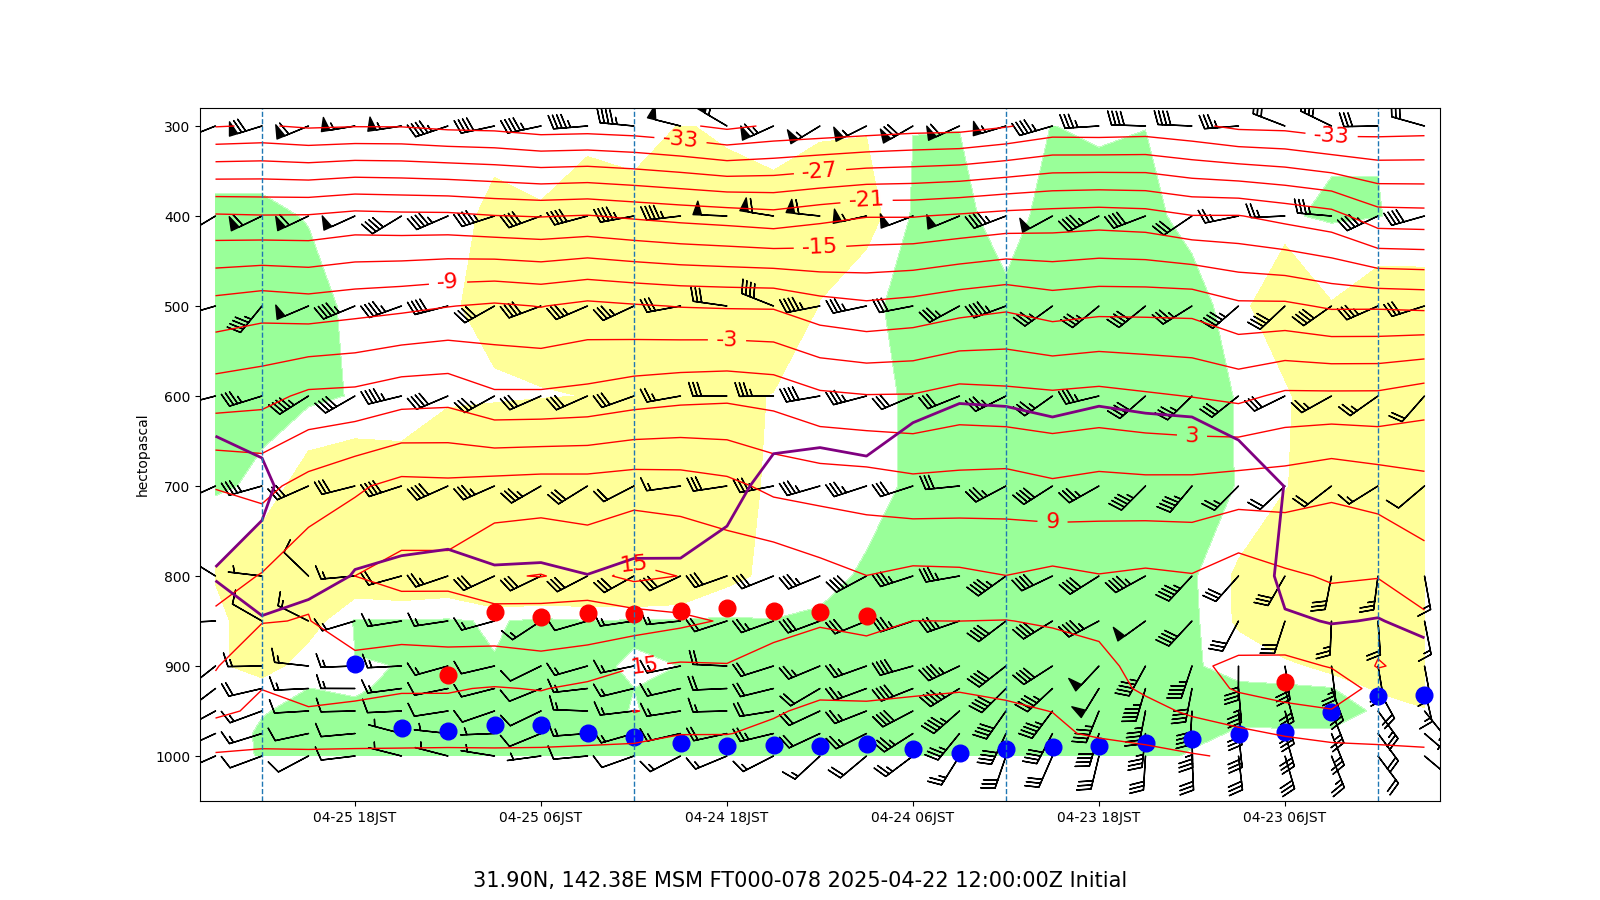 300
400
500
600
700
800
900
1000
hectopascal
-33
-33
-27
-21
-15
-9
-3
3
9
15
15
04-25 18JST
04-25 06JST
04-24 18JST
04-24 06JST
04-23 18JST
04-23 06JST
31.90N, 142.38E MSM FT000-078 2025-04-22 12:00:00Z Initial